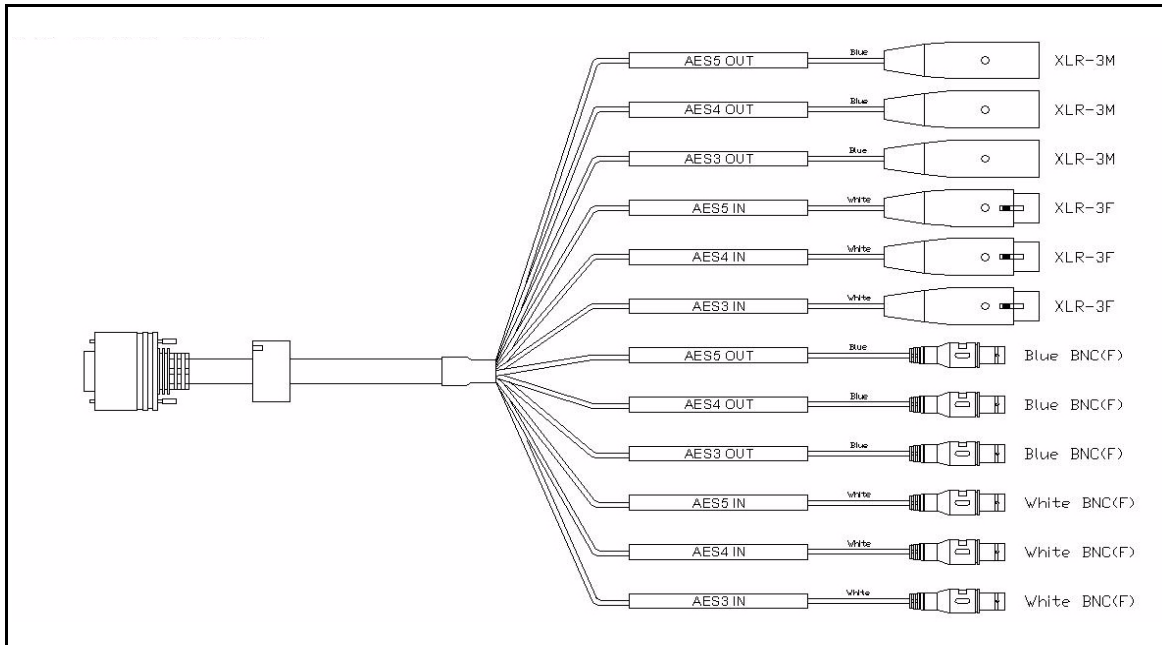 AES5 OUT Blue XLR-3M
AES4 OUT Blue XLR-3M
AES3 OUT Blue XLR-3M
AES5 IN White XLR-3F
AES4 IN White XLR-3F
AES3 IN White XLR-3F
AES5 OUT Blue Blue BNC(F)
AES4 OUT Blue Blue BNC(F)
AES3 OUT Blue Blue BNC(F)
AES5 IN White White BNC(F)
AES4 IN White White BNC(F)
AES3 IN White White BNC(F)